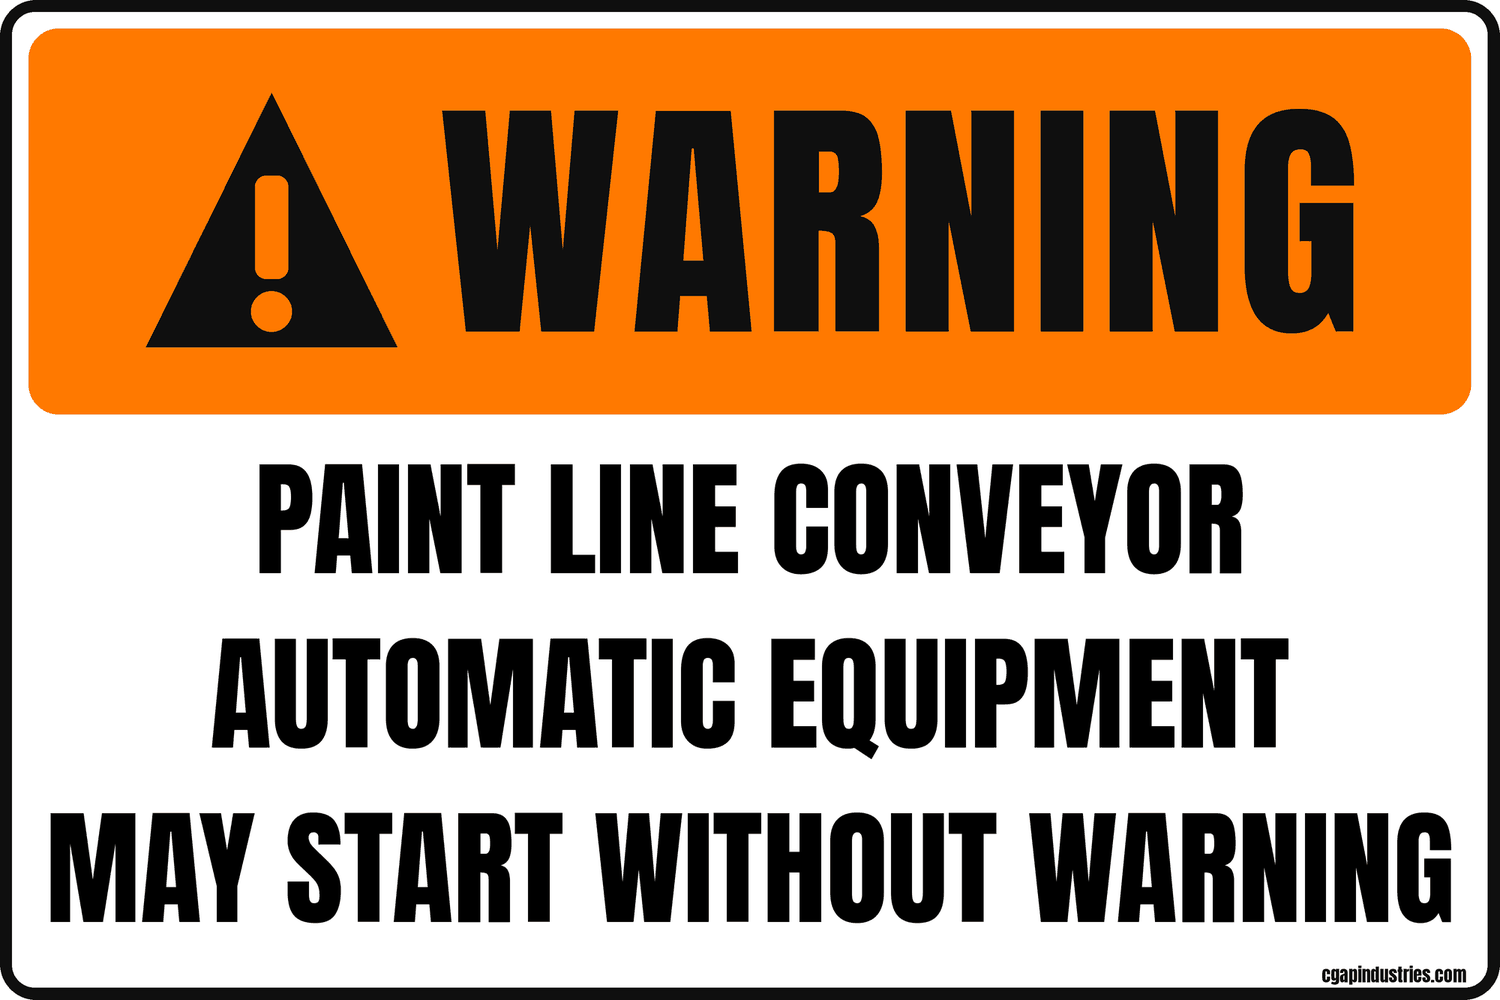 WARNING
PAINT LINE CONVEYOR
AUTOMATIC EQUIPMENT
MAY START WITHOUT WARNING
cgapindustries.com